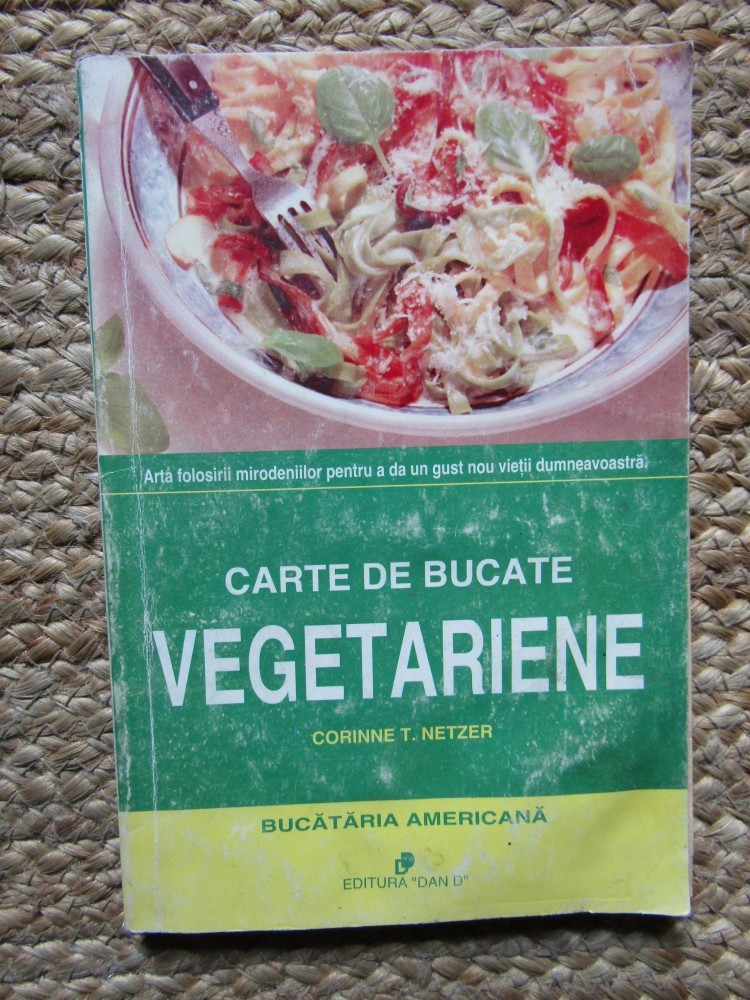 Arta folosirii mirodeniilor pentru a da un gust nou vieții dumneavoastră.
CARTE DE BUCATE
VEGETARIENE
CORINNE T. NETZER
BUCĂTĂRIA AMERICANĂ
EDITURA "DAN D"